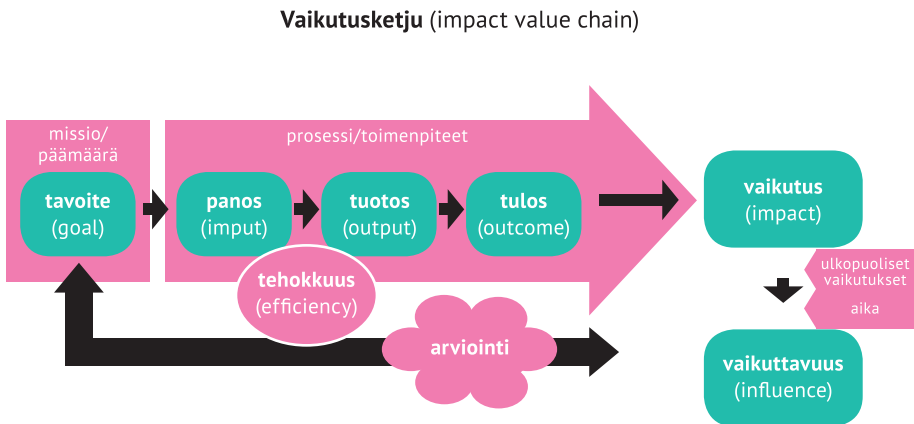 Vaikutusketju (impact value chain)
missio/
päämäärä
tavoite
(goal)
prosessi/toimenpiteet
panos
(imput)
tuotos
(output)
tulos
(outcome)
tehokkuus
(efficiency)
arviointi
vaikutus
(impact)
ulkopuoliset
vaikutukset
aika
vaikuttavuus
(influence)